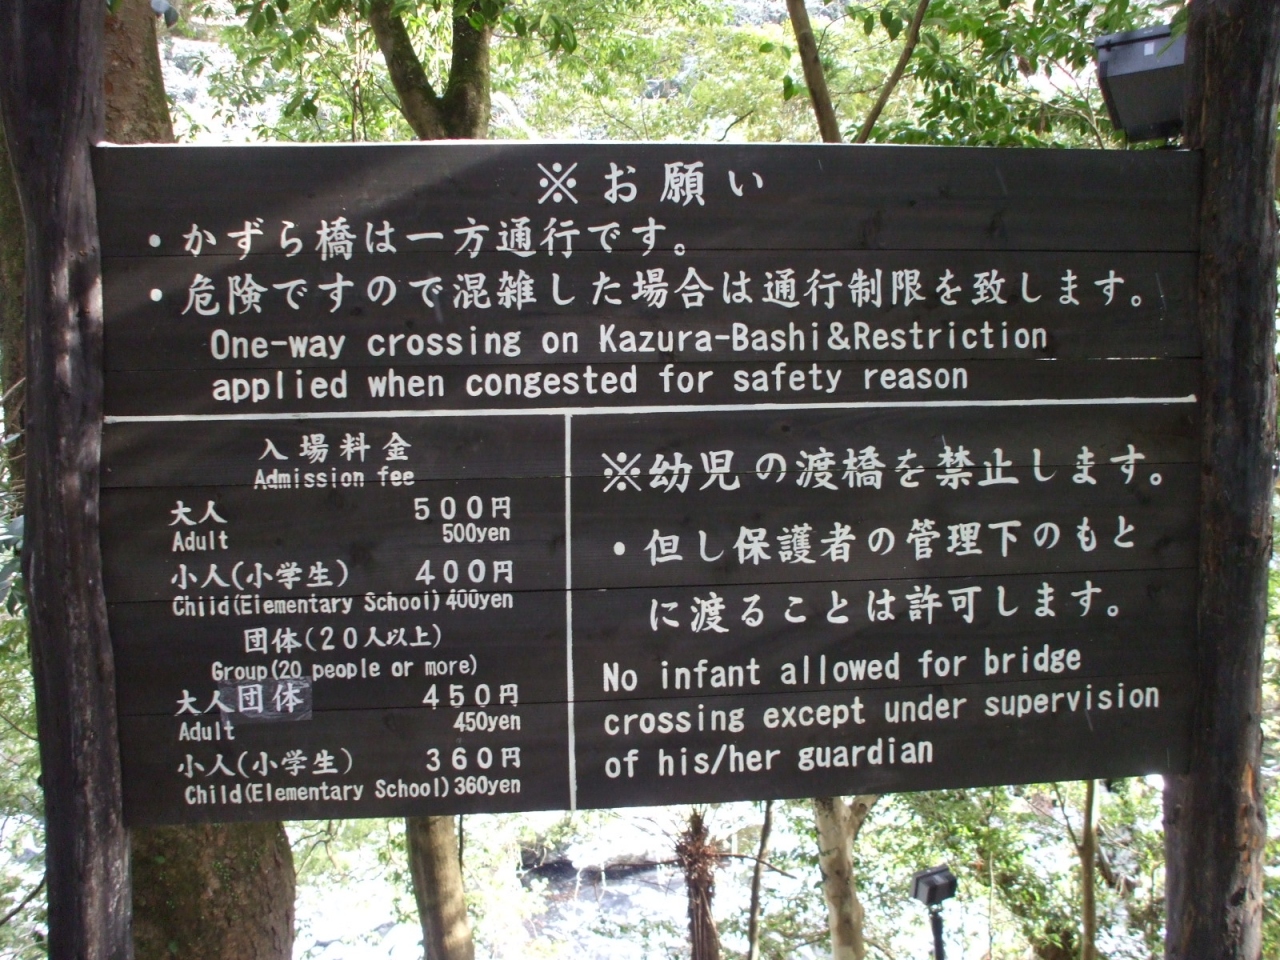 ※お願い
・かずら橋は一方通行です。
・危険ですので混雑した場合は通行制限を致します。
One-way crossing on Kazura-Bashi&Restriction
applied when congested for safety reason
入場料金
Admission fee
大人 500円
Adult 500yen
小人(小学生) 400円
Child(Elementary School) 400yen
団体(20人以上)
Group(20 people or more)
大人団体 450円
Adult 450yen
小人(小学生) 360円
Child(Elementary School) 360yen
※幼児の渡橋を禁止します。
・但し保護者の管理下のもと
に渡ることは許可します。
No infant allowed for bridge
crossing except under supervision
of his/her guardian